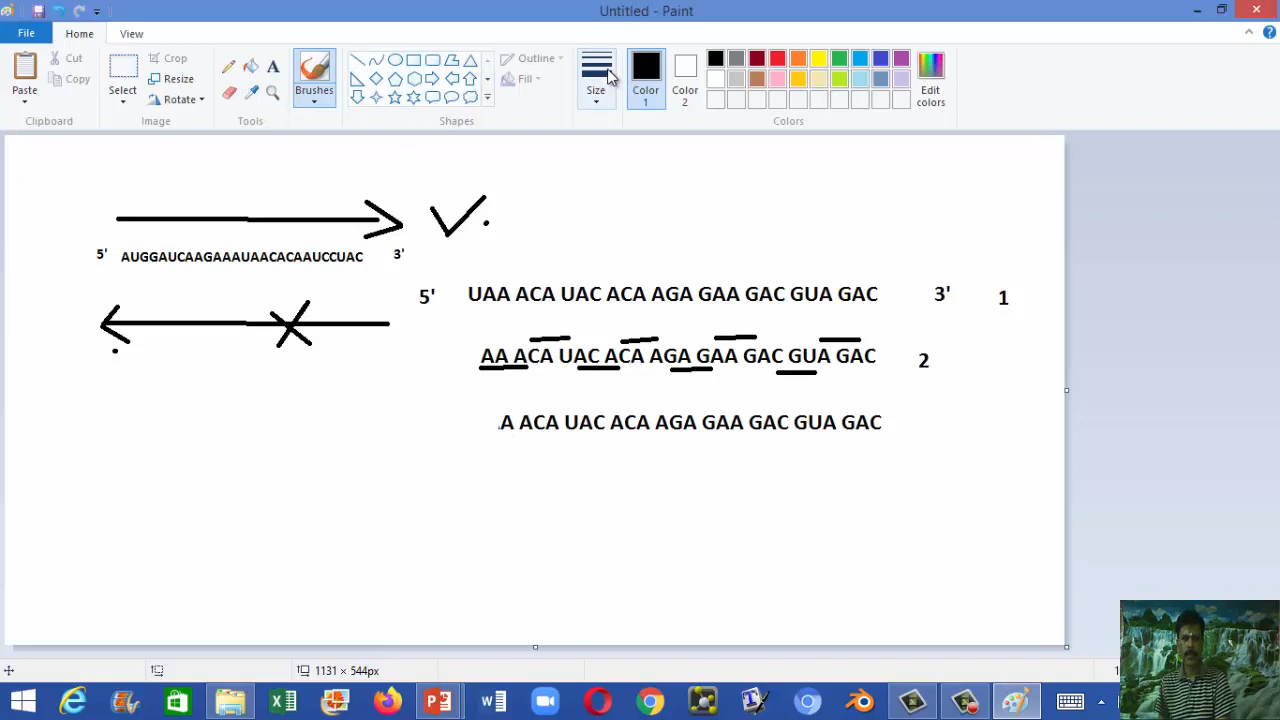 Untitled - Paint
File Home View
Paste
Cut
Copy
Clipboard
Select
Crop
Resize
Rotate
Image
A
Tools
Brushes
Outline
Fill
Shapes
Size
Color 1
Color 2
Edit colors
Colors
5' AUGGAUCAAGAAAUAACACAAUCCUAC 3'
5' UAA ACA UAC ACA AGA GAA GAC GUA GAC 3' 1
AA ACA UAC ACA AGA GAA GAC GUA GAC 2
A ACA UAC ACA AGA GAA GAC GUA GAC
1131 × 544px